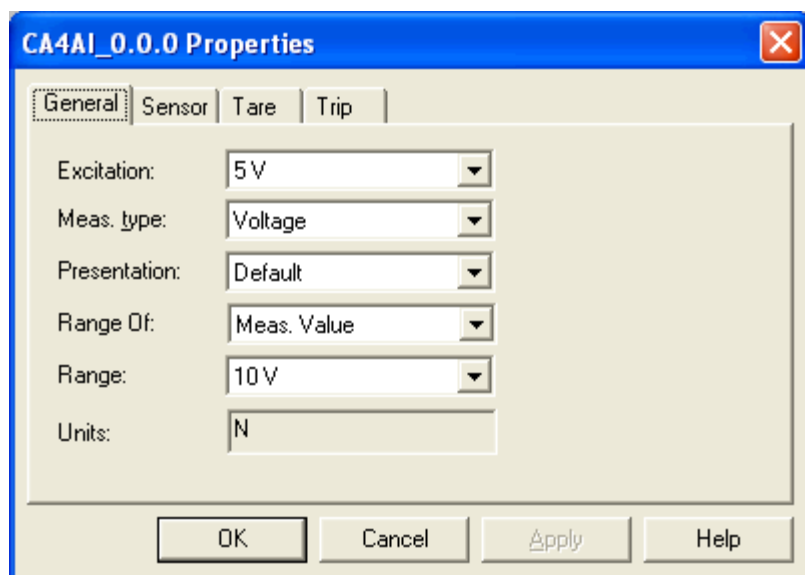 CA4AI_0.0.0 Properties
General Sensor Tare Trip
Excitation: 5 V
Meas. type: Voltage
Presentation: Default
Range Of: Meas. Value
Range: 10 V
Units: N
OK Cancel Apply Help